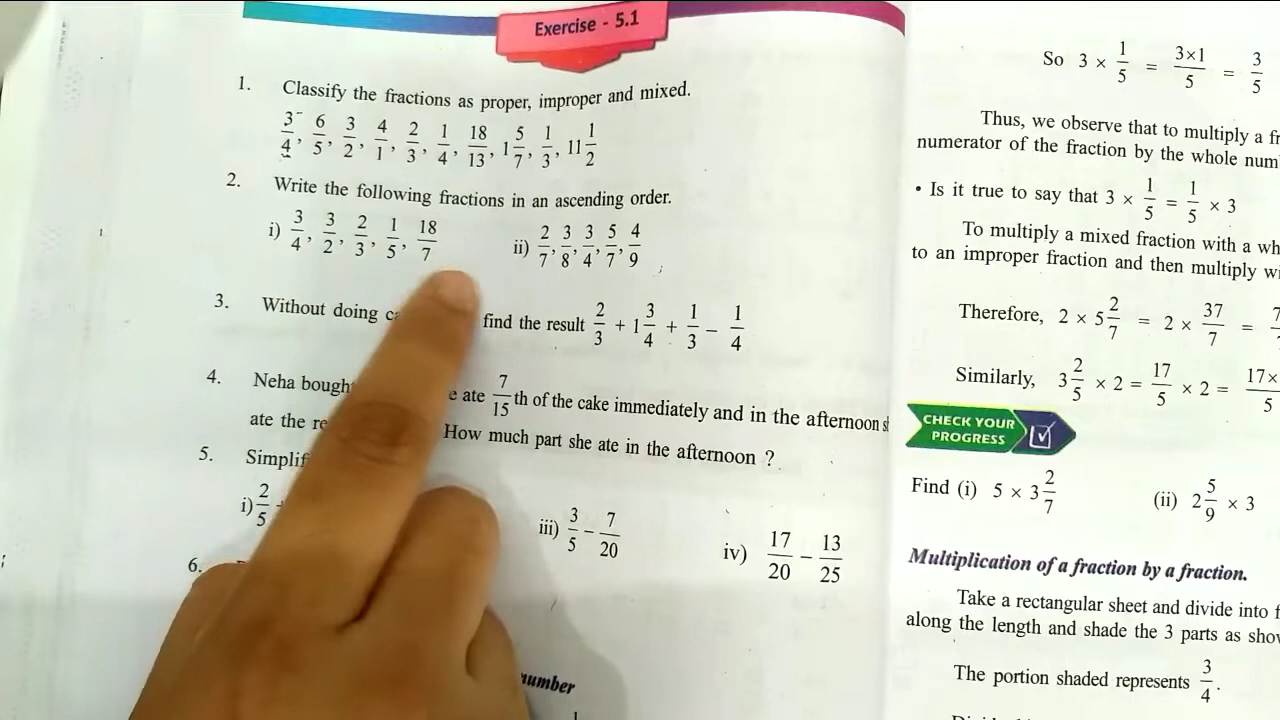 Exercise - 5.1
1. Classify the fractions as proper, improper and mixed.
3/4, 6/5, 3/2, 4/1, 2/3, 1/4, 18/13, 1 5/7, 1/3, 11 1/2
2. Write the following fractions in an ascending order.
i) 3/4, 3/2, 2/3, 1/5, 18/7 ii) 2/7, 3/8, 3/4, 5/7, 4/9
3. Without doing find the result 2/3 + 1 3/4 + 1/3 − 1/4
4. Neha bought ate 7/15 th of the cake immediately and in the afternoon
ate the How much part she ate in the afternoon ?
5. Simplif
i) 2/5 iii) 3/5 − 7/20 iv) 17/20 − 13/25
6.
number
So 3 × 1/5 = 3×1/5 = 3/5
Thus, we observe that to multiply a
numerator of the fraction by the whole num
• Is it true to say that 3 × 1/5 = 1/5 × 3
To multiply a mixed fraction with a wh
to an improper fraction and then multiply
Therefore, 2 × 5 2/7 = 2 × 37/7 =
Similarly, 3 2/5 × 2 = 17/5 × 2 = 17×/5
CHECK YOUR
PROGRESS
Find (i) 5 × 3 2/7 (ii) 2 5/9 × 3
Multiplication of a fraction by a fraction.
Take a rectangular sheet and divide into
along the length and shade the 3 parts as
The portion shaded represents 3/4.